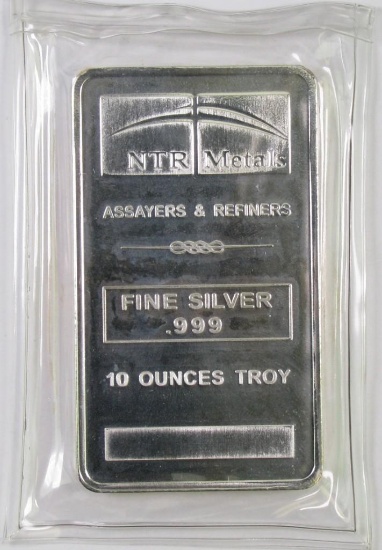 NTR Metals
ASSAYERS & REFINERS
FINE SILVER
.999
10 OUNCES TROY